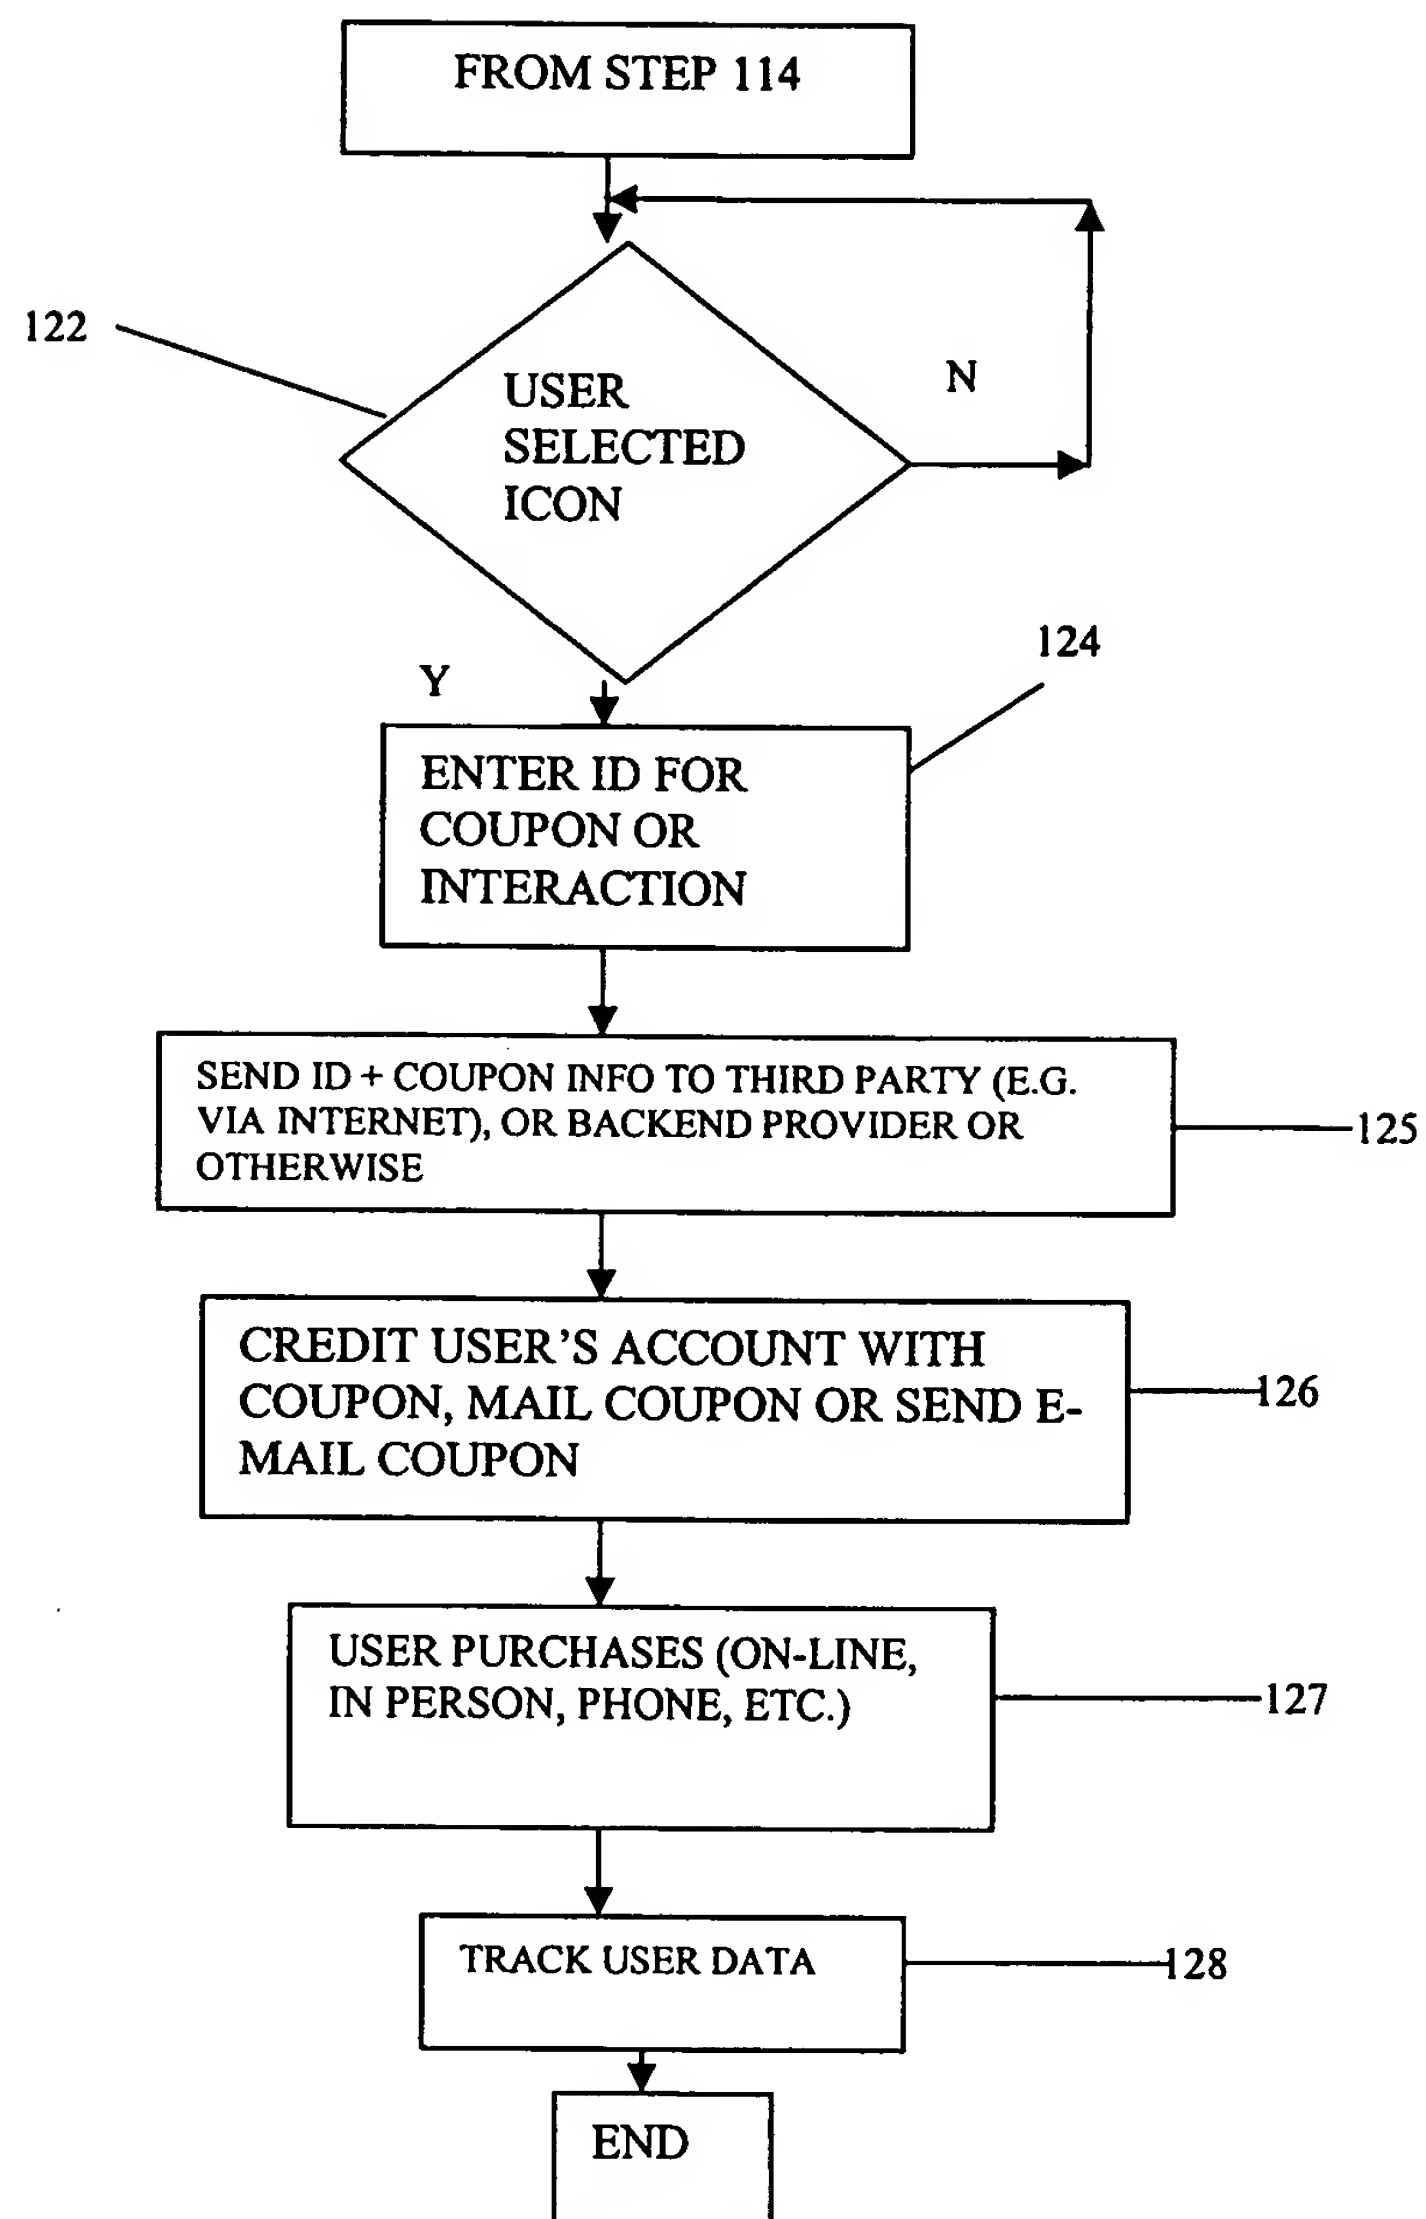 FROM STEP 114
122
USER
SELECTED
ICON
N
Y
124
ENTER ID FOR
COUPON OR
INTERACTION
SEND ID + COUPON INFO TO THIRD PARTY (E.G.
VIA INTERNET), OR BACKEND PROVIDER OR
OTHERWISE
125
CREDIT USER'S ACCOUNT WITH
COUPON, MAIL COUPON OR SEND E-
MAIL COUPON
126
USER PURCHASES (ON-LINE,
IN PERSON, PHONE, ETC.)
127
TRACK USER DATA
128
END